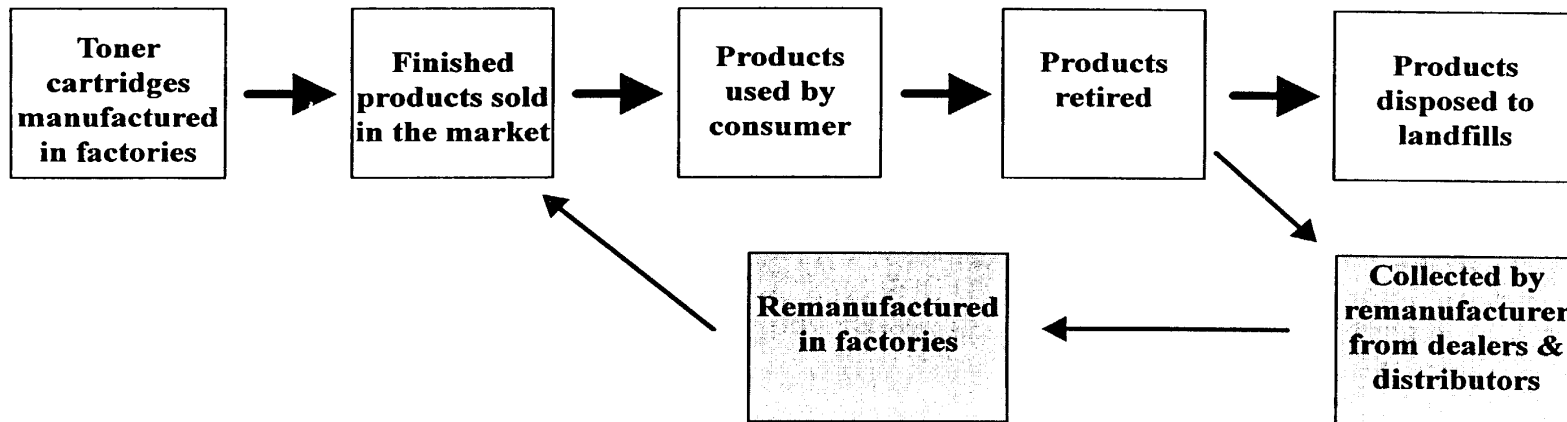 Toner
cartridges
manufactured
in factories
Finished
products sold
in the market
Products
used by
consumer
Products
retired
Products
disposed to
landfills
Remanufactured
in factories
Collected by
remanufacturer
from dealers &
distributors